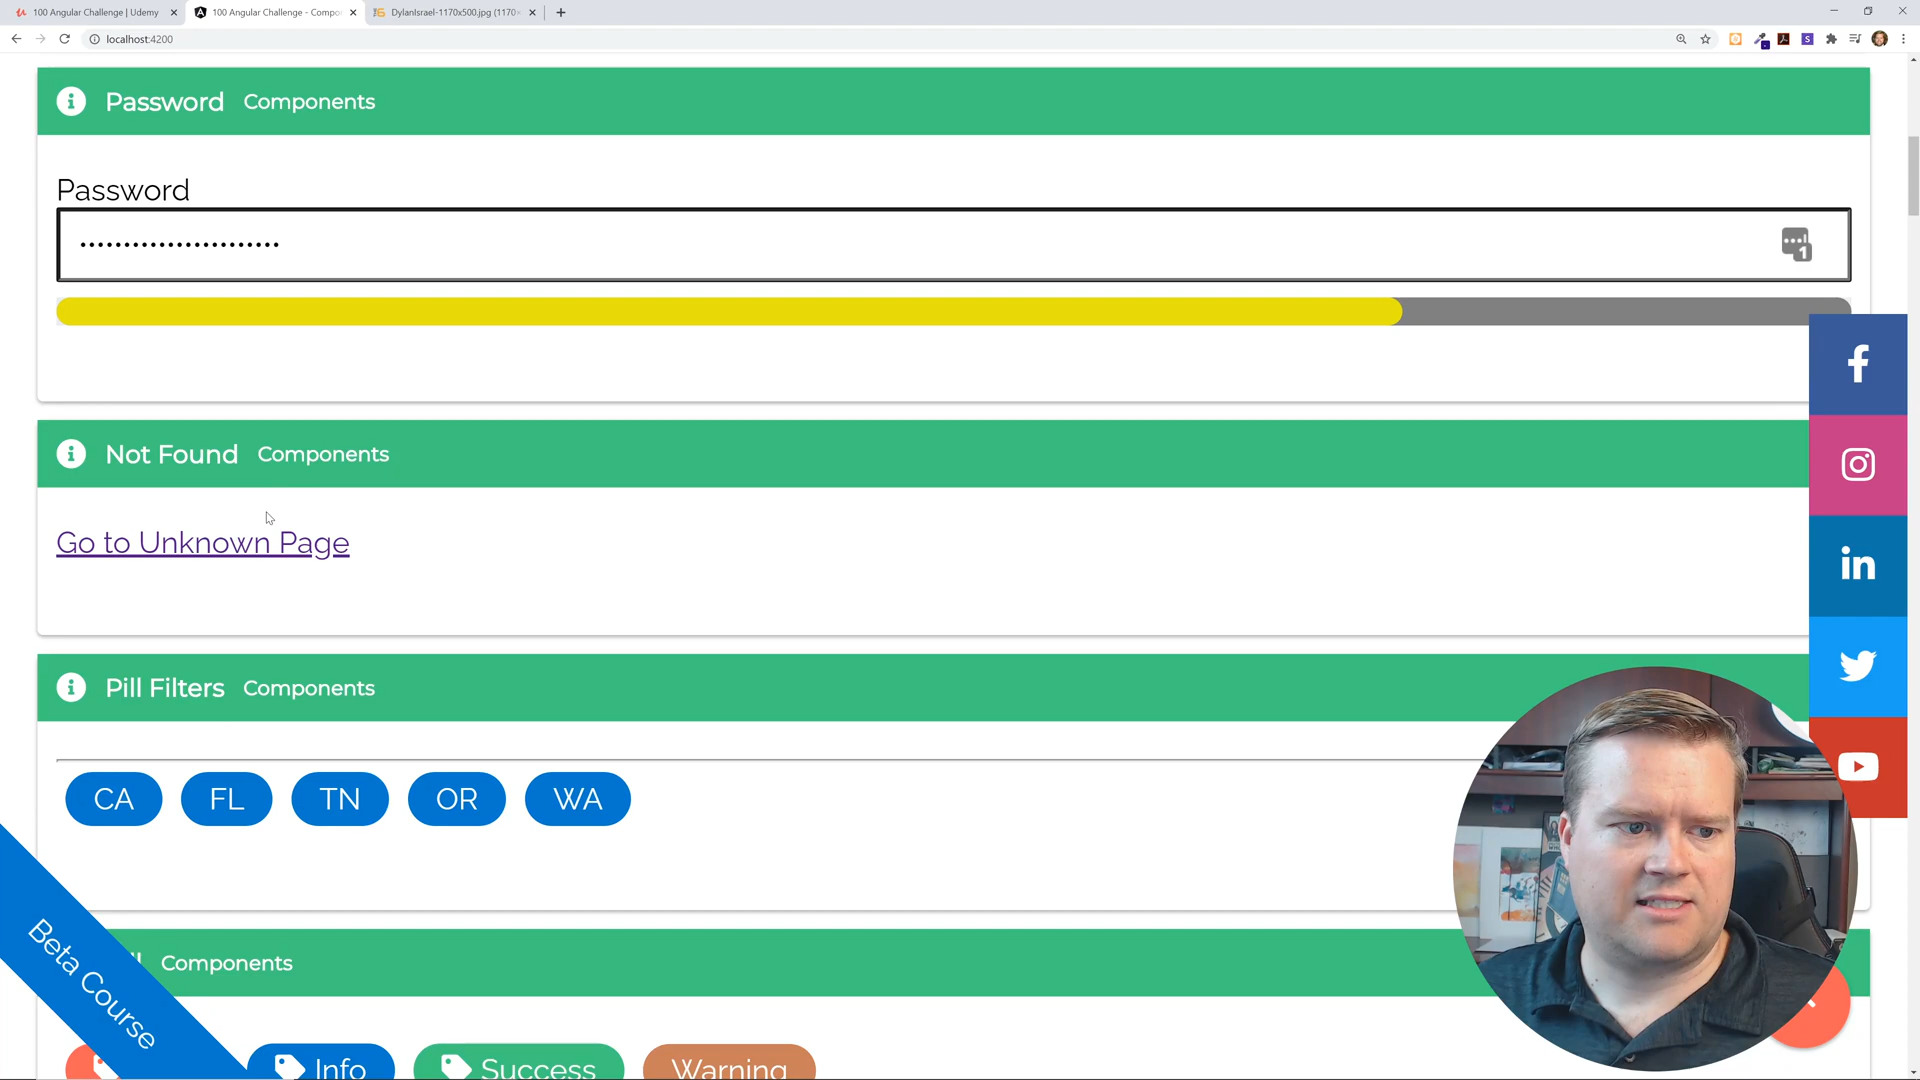 100 Angular Challenge | Udemy
100 Angular Challenge - Compo
DylanIsrael-1170x500.jpg (1170×
localhost:4200
Password Components
Password
•••••••••••••••••••••••
1
Not Found Components
Go to Unknown Page
Pill Filters Components
CA FL TN OR WA
Components
Beta Course
Info Success Warning